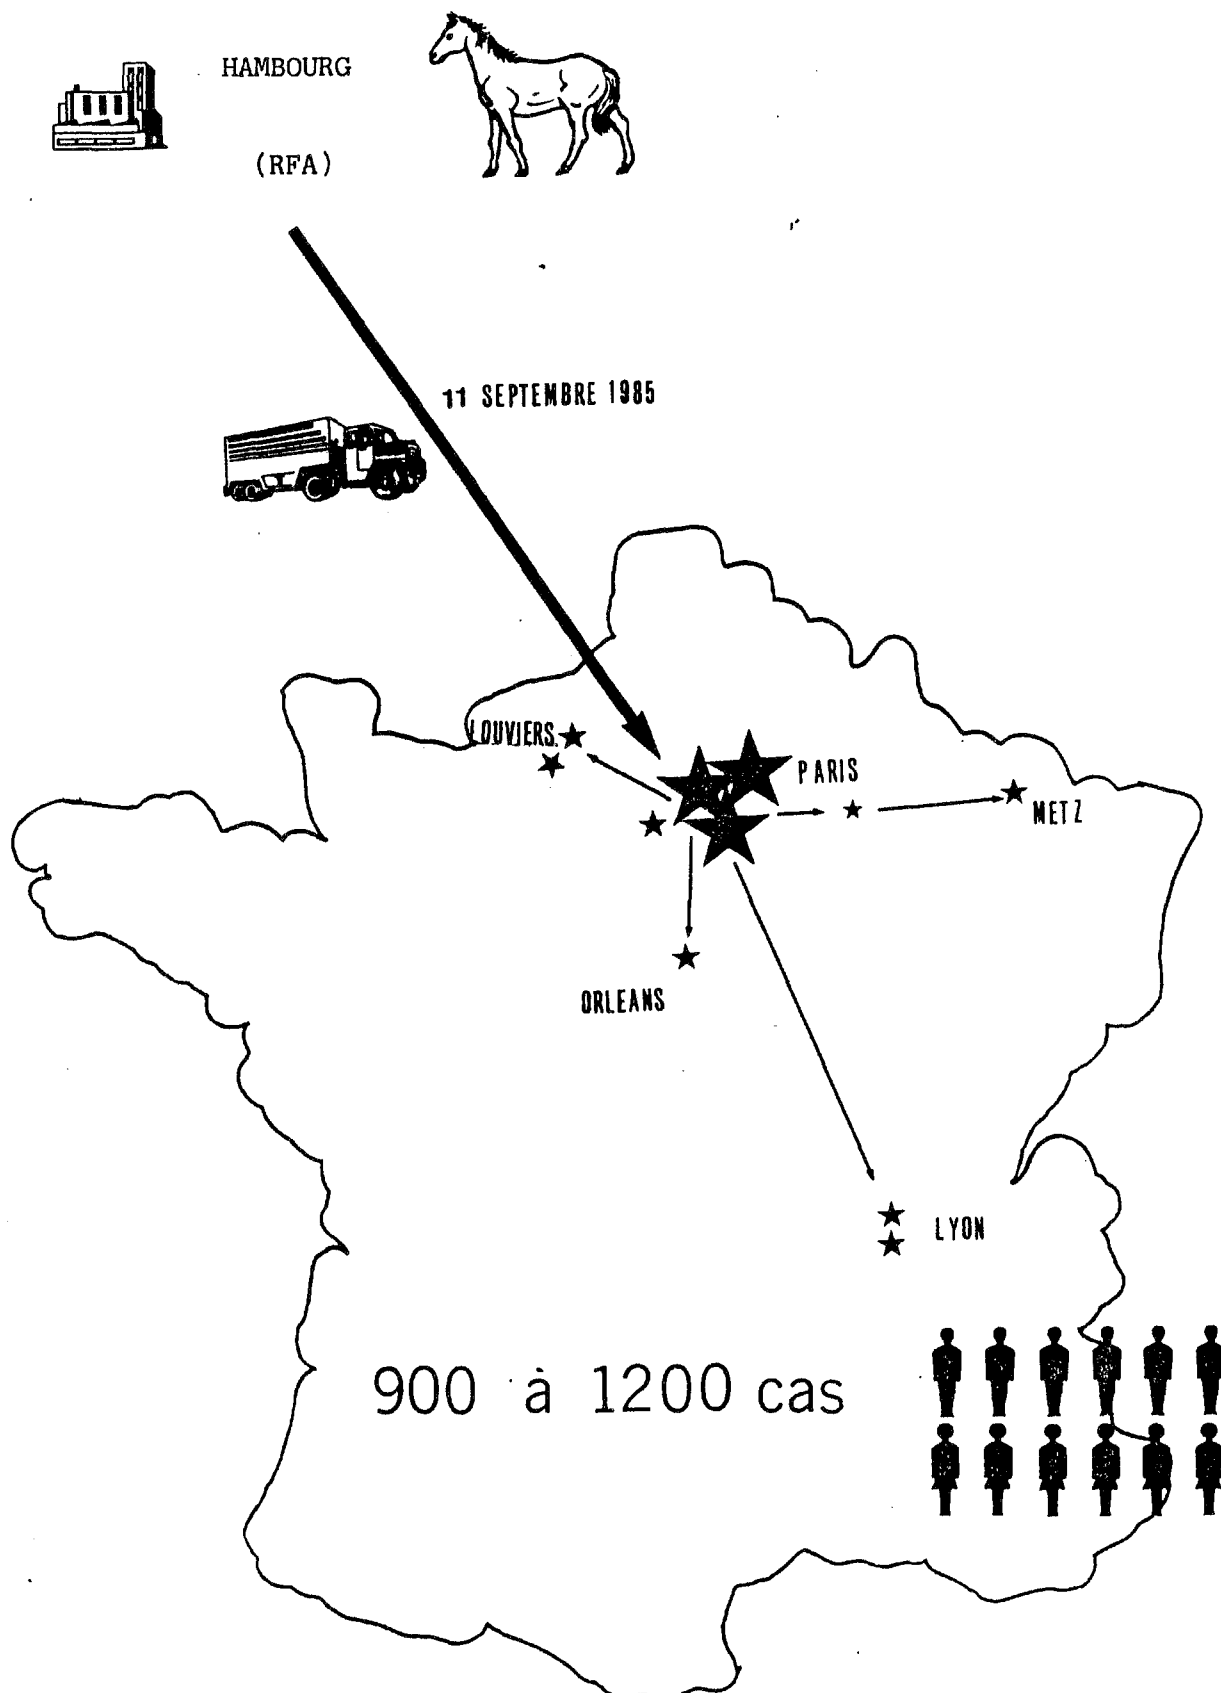 HAMBOURG
(RFA)
11 SEPTEMBRE 1985
LOUVIERS.
PARIS
METZ
ORLEANS
LYON
900 à 1200 cas